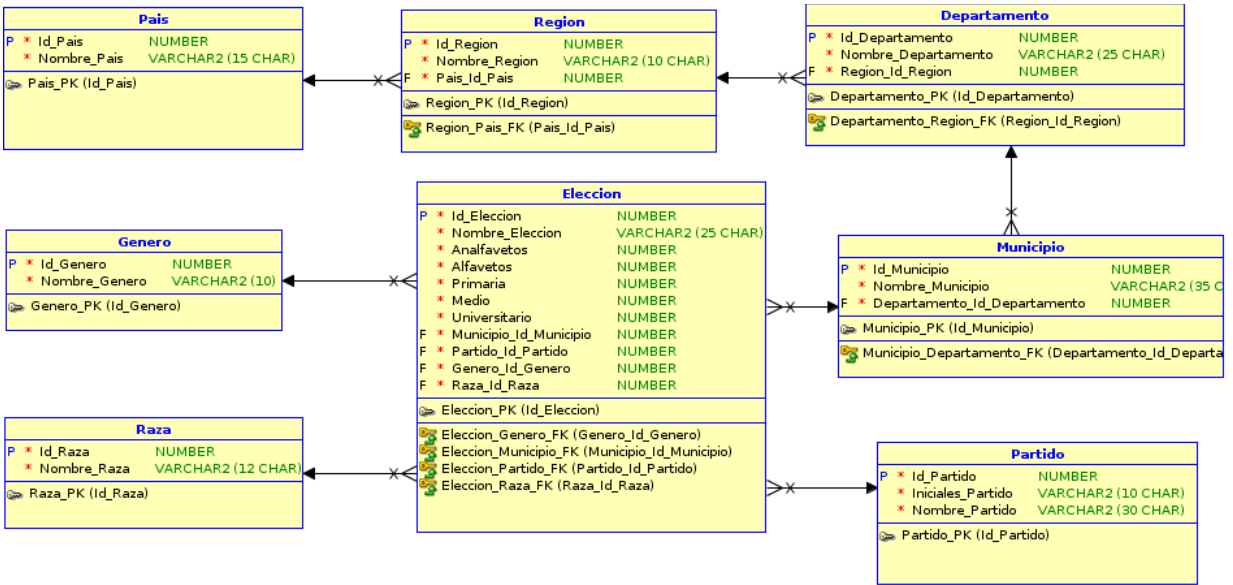 Pais
P * Id_Pais NUMBER
* Nombre_Pais VARCHAR2 (15 CHAR)
Pais_PK (Id_Pais)
Region
P * Id_Region NUMBER
* Nombre_Region VARCHAR2 (10 CHAR)
F * Pais_Id_Pais NUMBER
Region_PK (Id_Region)
Region_Pais_FK (Pais_Id_Pais)
Departamento
P * Id_Departamento NUMBER
* Nombre_Departamento VARCHAR2 (25 CHAR)
F * Region_Id_Region NUMBER
Departamento_PK (Id_Departamento)
Departamento_Region_FK (Region_Id_Region)
Genero
P * Id_Genero NUMBER
* Nombre_Genero VARCHAR2 (10)
Genero_PK (Id_Genero)
Eleccion
P * Id_Eleccion NUMBER
* Nombre_Eleccion VARCHAR2 (25 CHAR)
* Analfavetos NUMBER
* Alfavetos NUMBER
* Primaria NUMBER
* Medio NUMBER
* Universitario NUMBER
F * Municipio_Id_Municipio NUMBER
F * Partido_Id_Partido NUMBER
F * Genero_Id_Genero NUMBER
F * Raza_Id_Raza NUMBER
Eleccion_PK (Id_Eleccion)
Eleccion_Genero_FK (Genero_Id_Genero)
Eleccion_Municipio_FK (Municipio_Id_Municipio)
Eleccion_Partido_FK (Partido_Id_Partido)
Eleccion_Raza_FK (Raza_Id_Raza)
Municipio
P * Id_Municipio NUMBER
* Nombre_Municipio VARCHAR2 (35 C
F * Departamento_Id_Departamento NUMBER
Municipio_PK (Id_Municipio)
Municipio_Departamento_FK (Departamento_Id_Departa
Raza
P * Id_Raza NUMBER
* Nombre_Raza VARCHAR2 (12 CHAR)
Raza_PK (Id_Raza)
Partido
P * Id_Partido NUMBER
* Iniciales_Partido VARCHAR2 (10 CHAR)
* Nombre_Partido VARCHAR2 (30 CHAR)
Partido_PK (Id_Partido)